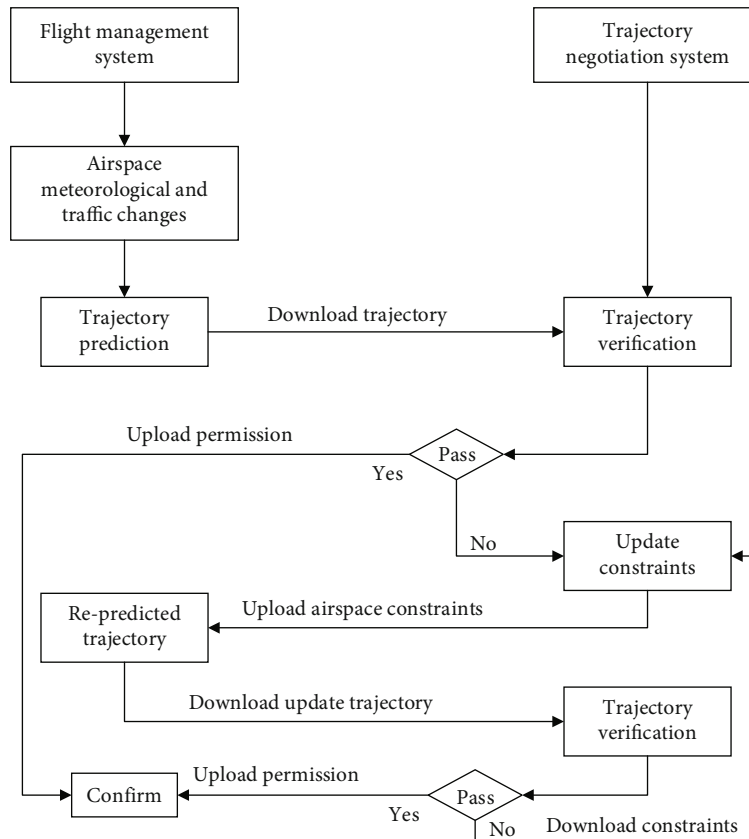 Flight management
system
Trajectory
negotiation system
Airspace
meteorological and
traffic changes
Trajectory
prediction
Download trajectory
Trajectory
verification
Upload permission
Pass
Yes
No
Update
constraints
Re-predicted
trajectory
Upload airspace constraints
Download update trajectory
Trajectory
verification
Upload permission
Confirm
Pass
Yes
No
Download constraints